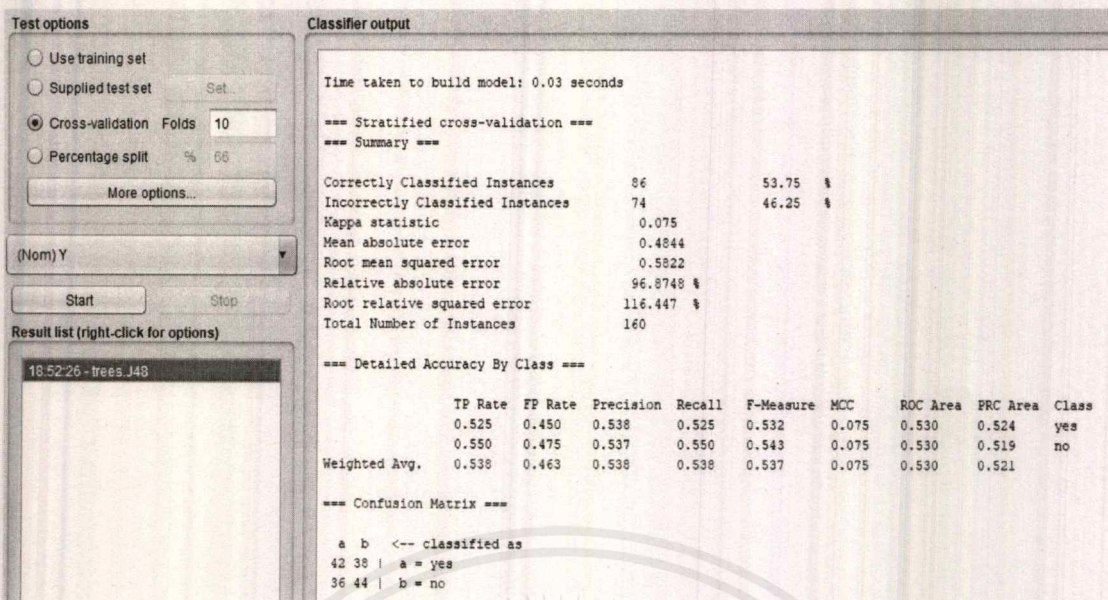 Test options
Use training set
Supplied test set Set...
Cross-validation Folds 10
Percentage split % 66
More options...
(Nom) Y
Start Stop
Result list (right-click for options)
18:52:26 - trees.J48
Classifier output
Time taken to build model: 0.03 seconds
=== Stratified cross-validation ===
=== Summary ===
Correctly Classified Instances 86 53.75 %
Incorrectly Classified Instances 74 46.25 %
Kappa statistic 0.075
Mean absolute error 0.4844
Root mean squared error 0.5822
Relative absolute error 96.8748 %
Root relative squared error 116.447 %
Total Number of Instances 160
=== Detailed Accuracy By Class ===
TP Rate FP Rate Precision Recall F-Measure MCC ROC Area PRC Area Class
0.525 0.450 0.538 0.525 0.532 0.075 0.530 0.524 yes
0.550 0.475 0.537 0.550 0.543 0.075 0.530 0.519 no
Weighted Avg. 0.538 0.463 0.538 0.538 0.537 0.075 0.530 0.521
=== Confusion Matrix ===
a b <-- classified as
42 38 | a = yes
36 44 | b = no